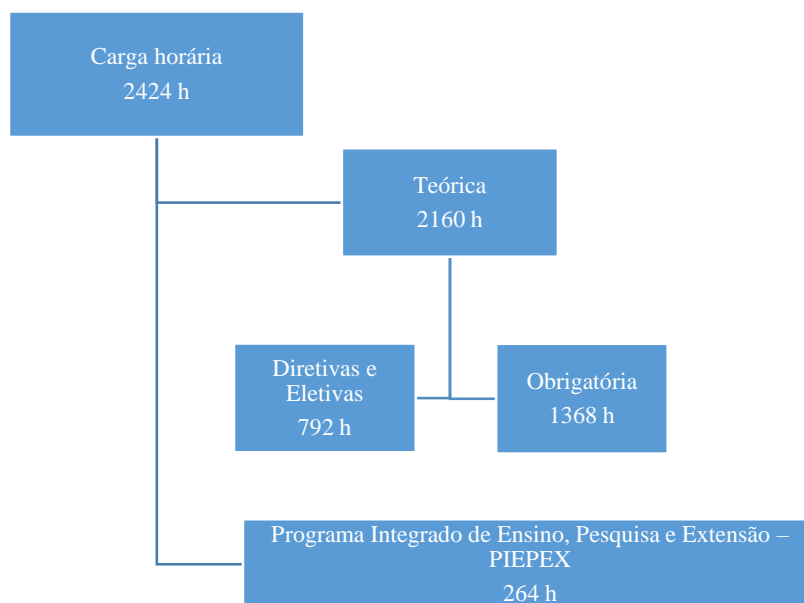 Carga horária
2424 h
Teórica
2160 h
Diretivas e
Eletivas
792 h
Obrigatória
1368 h
Programa Integrado de Ensino, Pesquisa e Extensão –
PIEPEX
264 h